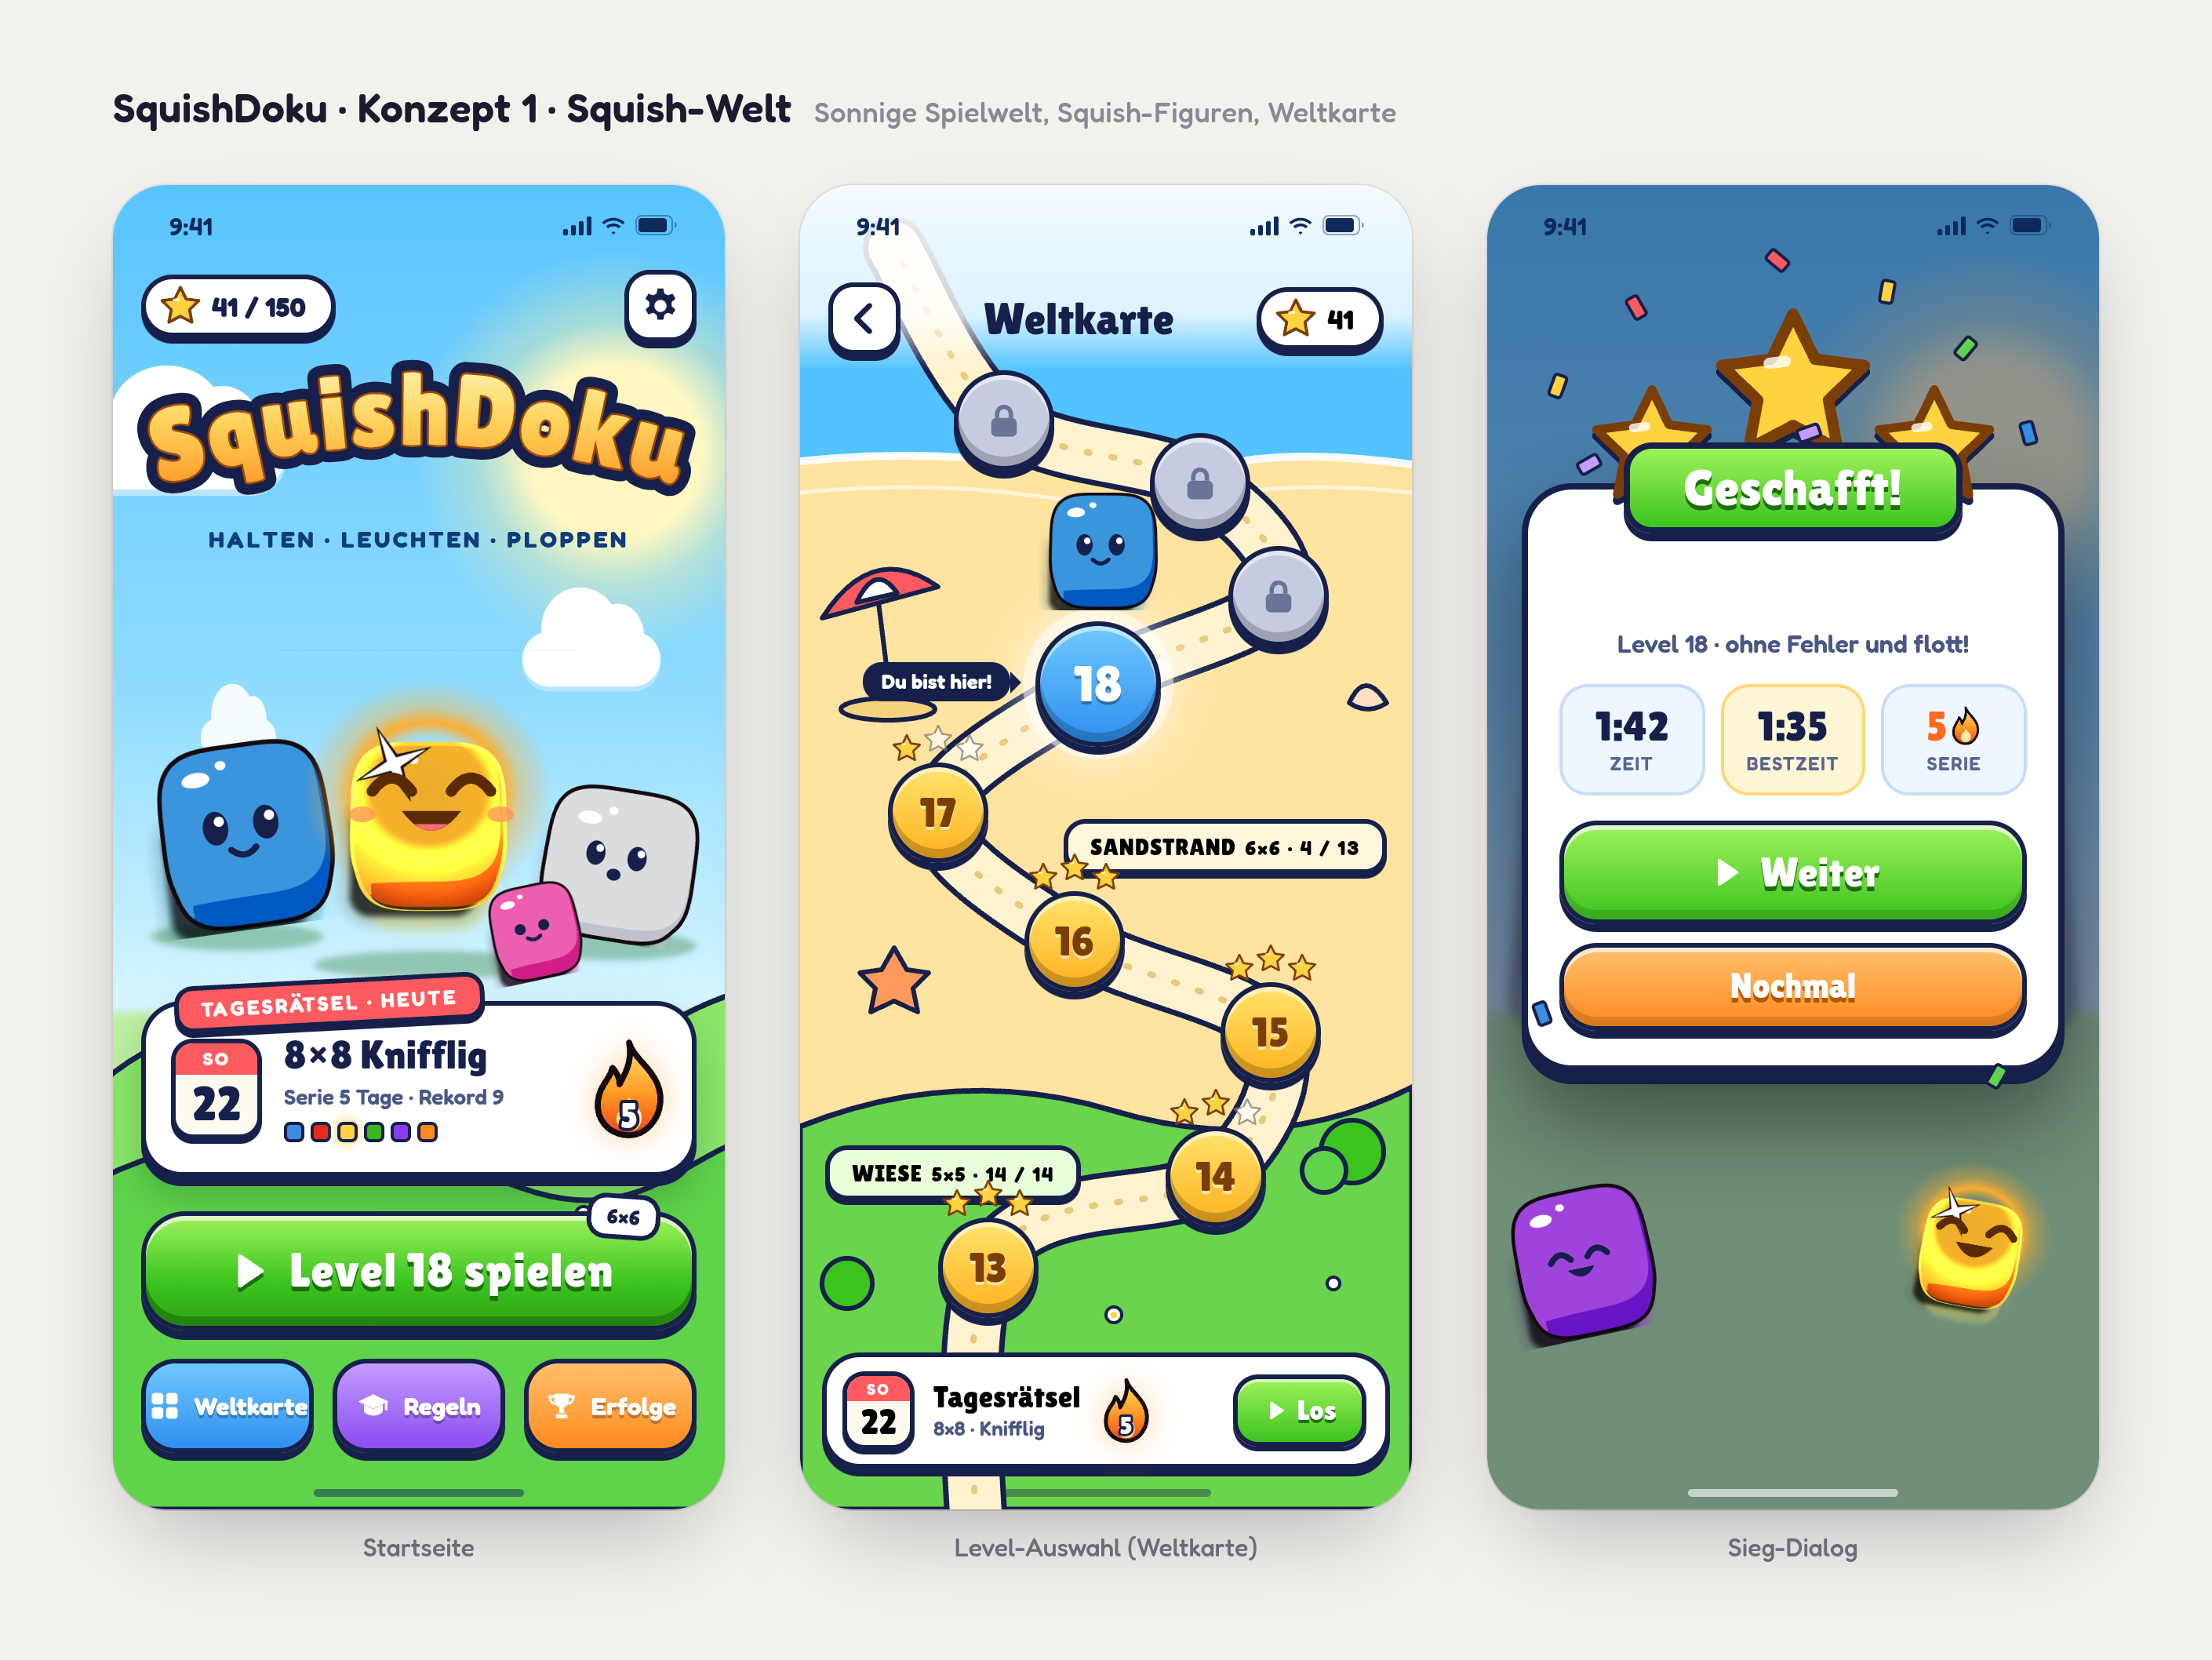 SquishDoku · Konzept 1 · Squish-Welt Sonnige Spielwelt, Squish-Figuren, Weltkarte
9:41
41 / 150
SquishDoku
HALTEN · LEUCHTEN · PLOPPEN
TAGESRÄTSEL · HEUTE
SO
22
8×8 Knifflig
Serie 5 Tage · Rekord 9
5
6×6
Level 18 spielen
Weltkarte
Regeln
Erfolge
Startseite
9:41
Weltkarte
41
18
Du bist hier!
17
SANDSTRAND 6×6 · 4 / 13
16
15
WIESE 5×5 · 14 / 14
14
13
SO
22
Tagesrätsel
8×8 · Knifflig
5
Los
Level-Auswahl (Weltkarte)
9:41
Geschafft!
Level 18 · ohne Fehler und flott!
1:42
ZEIT
1:35
BESTZEIT
5
SERIE
Weiter
Nochmal
Sieg-Dialog